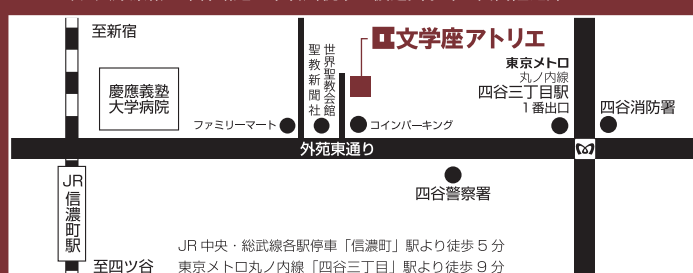 至新宿
慶應義塾
大学病院
ファミリーマート
聖教新聞社
世界聖教会館
文学座アトリエ
コインパーキング
東京メトロ
丸ノ内線
四谷三丁目駅
1番出口
四谷消防署
外苑東通り
四谷警察署
JR信濃町駅
至四ツ谷
JR中央・総武線各駅停車「信濃町」駅より徒歩5分
東京メトロ丸ノ内線「四谷三丁目」駅より徒歩9分